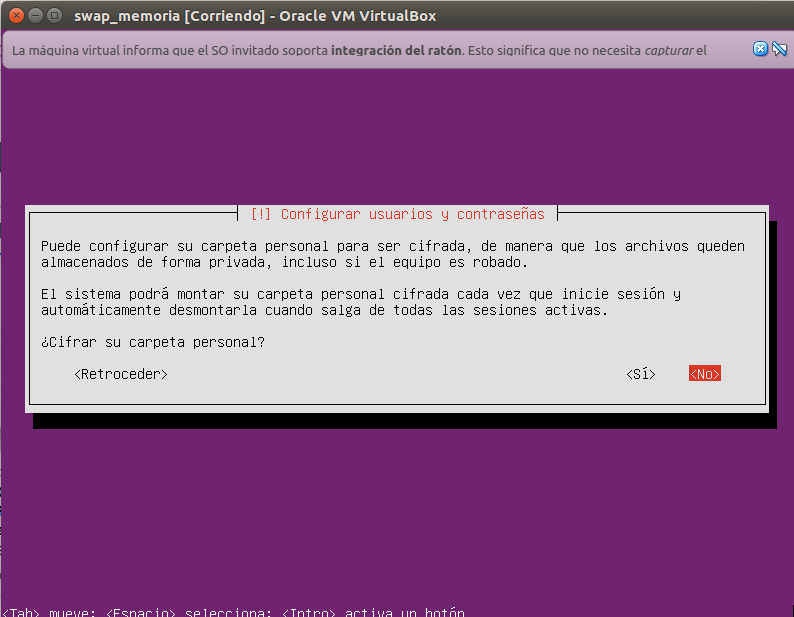 swap_memoria [Corriendo] - Oracle VM VirtualBox
La máquina virtual informa que el SO invitado soporta integración del ratón. Esto significa que no necesita capturar el
[!] Configurar usuarios y contraseñas
Puede configurar su carpeta personal para ser cifrada, de manera que los archivos queden
almacenados de forma privada, incluso si el equipo es robado.
El sistema podrá montar su carpeta personal cifrada cada vez que inicie sesión y
automáticamente desmontarla cuando salga de todas las sesiones activas.
¿Cifrar su carpeta personal?
<Retroceder> <Sí> <No>
<Tab> mueve; <Espacio> selecciona; <Intro> activa un botón